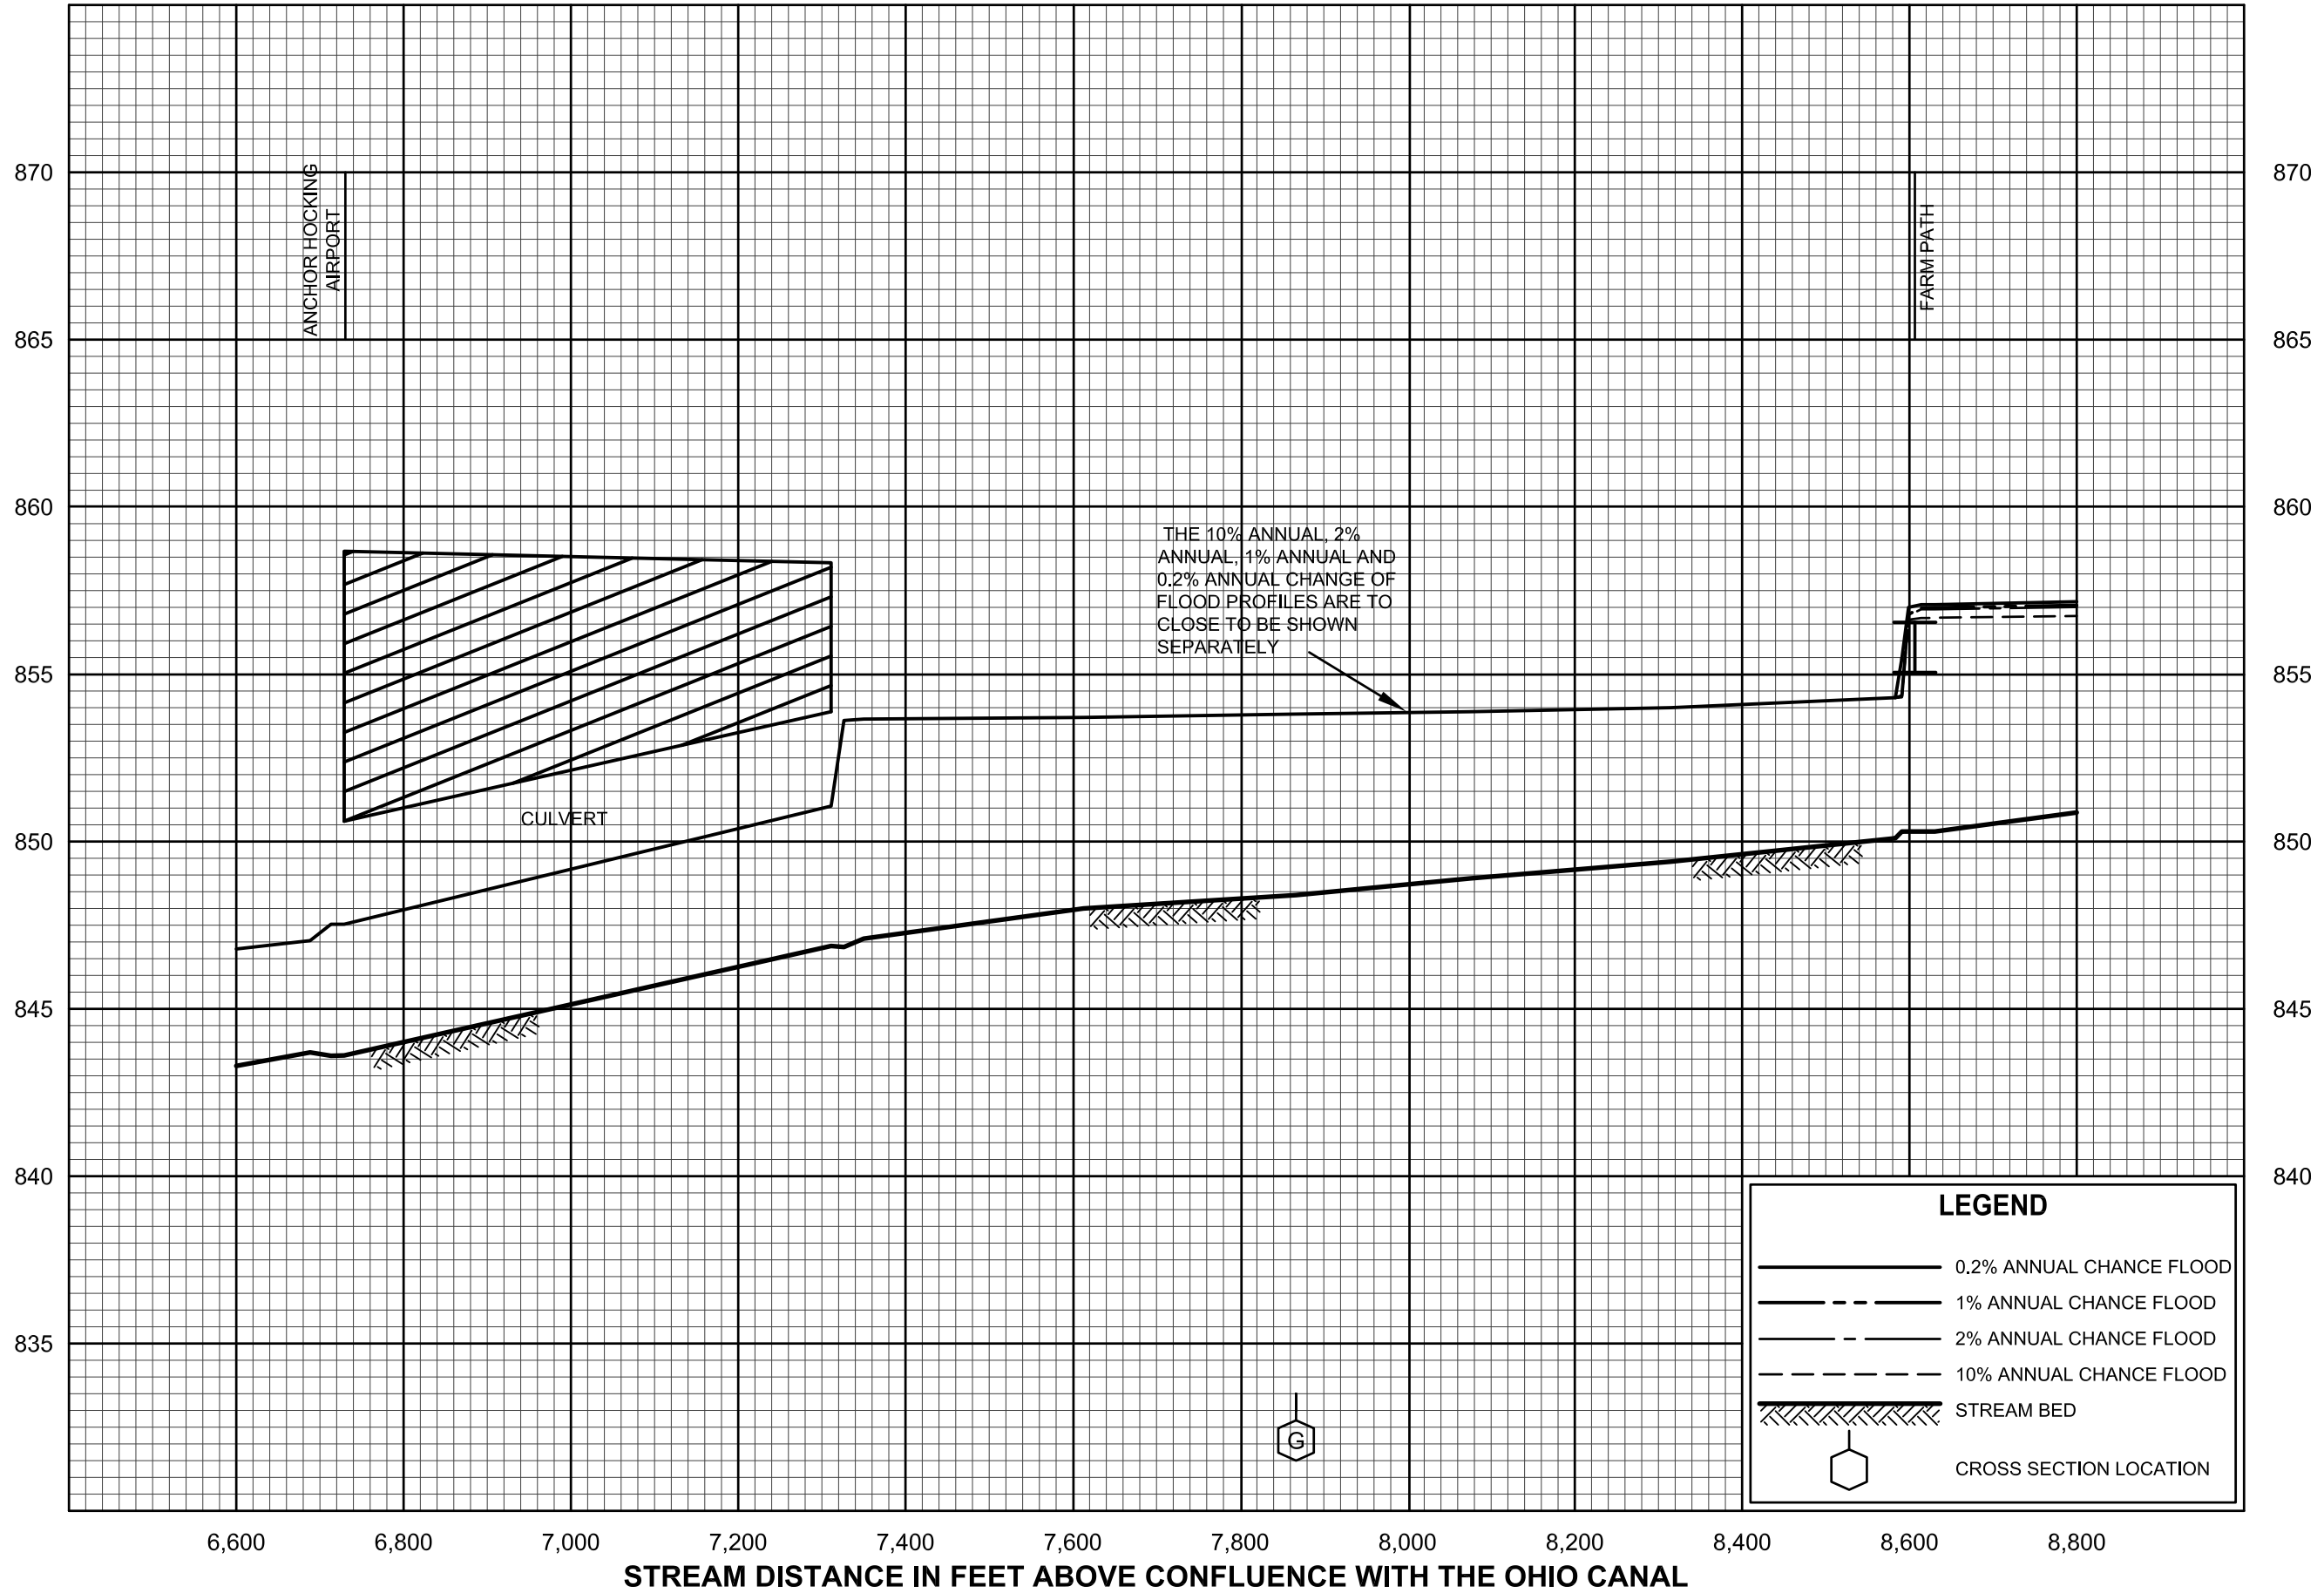 ANCHOR HOCKING
AIRPORT
FARM PATH
870
870
865
865
860
860
THE 10% ANNUAL, 2%
ANNUAL, 1% ANNUAL AND
0.2% ANNUAL CHANGE OF
FLOOD PROFILES ARE TO
CLOSE TO BE SHOWN
SEPARATELY
855
855
CULVERT
850
850
845
845
840
840
835
G
LEGEND
0.2% ANNUAL CHANCE FLOOD
1% ANNUAL CHANCE FLOOD
2% ANNUAL CHANCE FLOOD
10% ANNUAL CHANCE FLOOD
STREAM BED
CROSS SECTION LOCATION
6,600 6,800 7,000 7,200 7,400 7,600 7,800 8,000 8,200 8,400 8,600 8,800
STREAM DISTANCE IN FEET ABOVE CONFLUENCE WITH THE OHIO CANAL